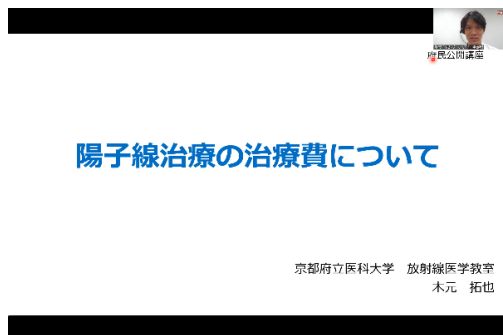 府民公開講座
陽子線治療の治療費について
京都府立医科大学　放射線医学教室
木元　拓也